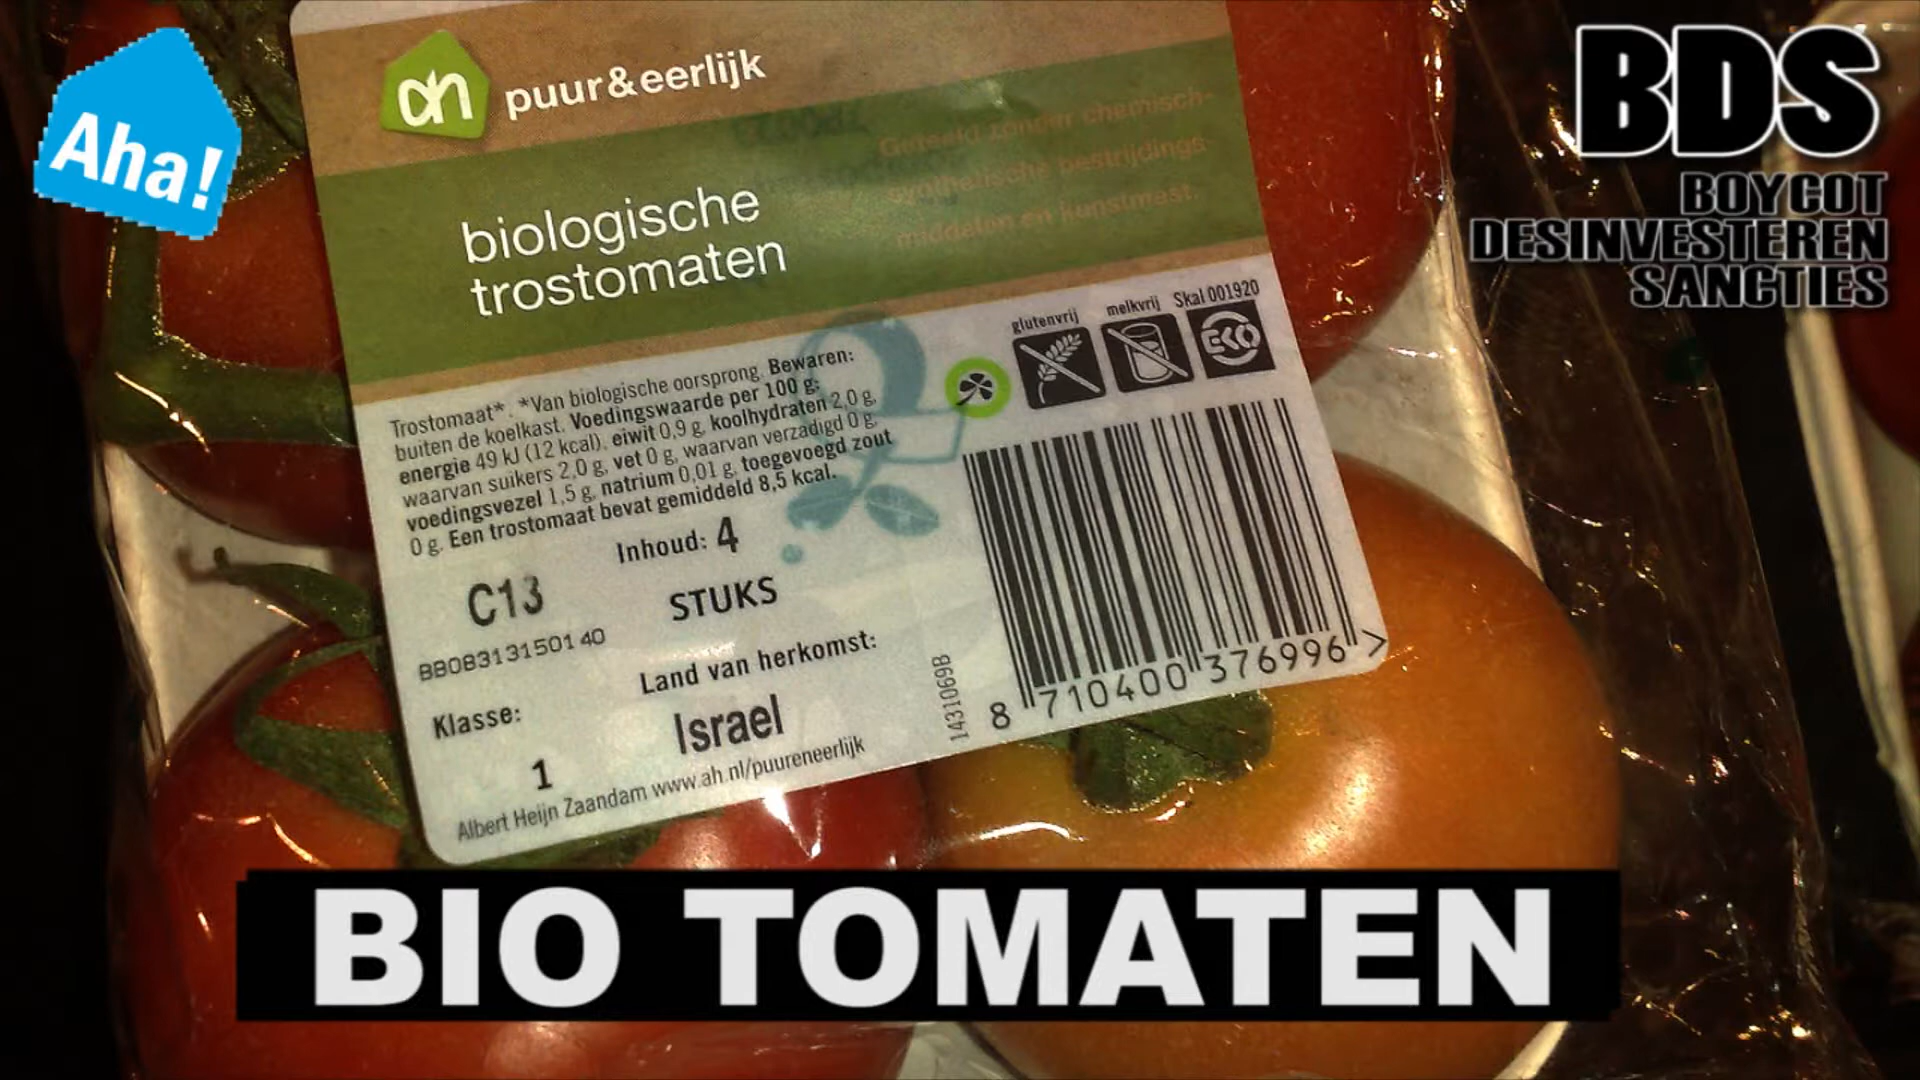 Aha!
ah puur&eerlijk
BDS
BOYCOT
DESINVESTEREN
SANCTIES
Geteeld zonder chemisch-
synthetische bestrijdings-
middelen en kunstmest.
biologische
trostomaten
glutenvrij melkvrij Skal 001920
EKO
Trostomaat*. *Van biologische oorsprong. Bewaren:
buiten de koelkast. Voedingswaarde per 100 g:
energie 49 kJ (12 kcal), eiwit 0,9 g, koolhydraten 2,0 g,
waarvan suikers 2,0 g, vet 0 g, waarvan verzadigd 0 g,
voedingsvezel 1,5 g, natrium 0,01 g, toegevoegd zout
0 g. Een trostomaat bevat gemiddeld 8,5 kcal.
Inhoud: 4
STUKS
C13
BB083131501 40
Land van herkomst:
Israel
Klasse:
1
Albert Heijn Zaandam www.ah.nl/puureneerlijk
1431069B
8 710400 376996 >
BIO TOMATEN